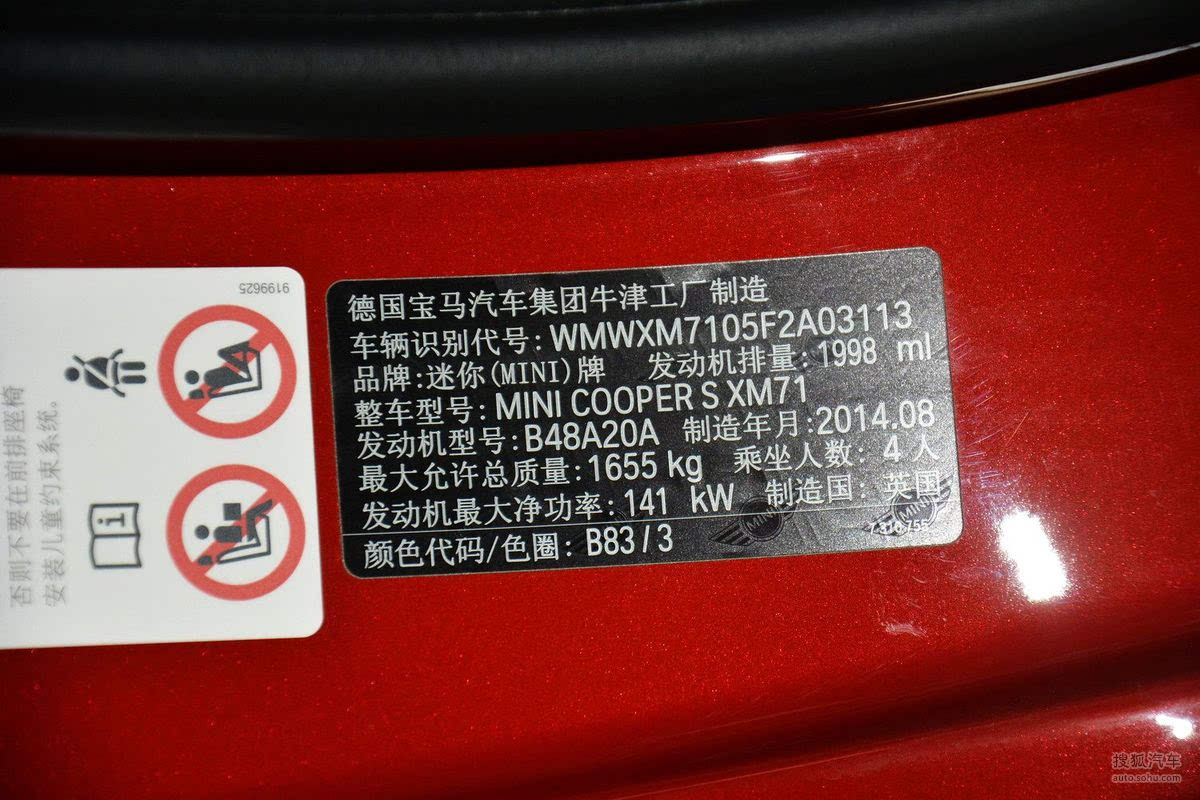 9199625
否则不要在前排座椅
安装儿童约束系统。
德国宝马汽车集团牛津工厂制造
车辆识别代号: WMWXM7105F2A03113
品牌:迷你(MINI)牌 发动机排量: 1998 ml
整车型号: MINI COOPER S XM71
发动机型号: B48A20A 制造年月: 2014.08
最大允许总质量: 1655 kg 乘坐人数: 4 人
发动机最大净功率: 141 kW 制造国: 英国
颜色代码/色圈: B83/3
MINI
MINI
7 310 755
搜狐汽车
auto.sohu.com